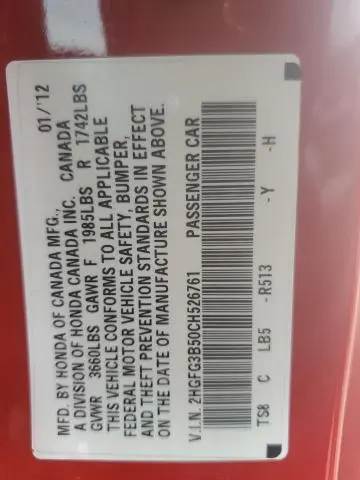 MFD. BY HONDA OF CANADA MFG., 01/'12
A DIVISION OF HONDA CANADA INC. CANADA
GVWR 3660LBS GAWR F 1985LBS R 1742LBS
THIS VEHICLE CONFORMS TO ALL APPLICABLE
FEDERAL MOTOR VEHICLE SAFETY, BUMPER,
AND THEFT PREVENTION STANDARDS IN EFFECT
ON THE DATE OF MANUFACTURE SHOWN ABOVE.
V.I.N. 2HGFG3B50CH526761 PASSENGER CAR
TS8 C LB5 -R513 -Y -H